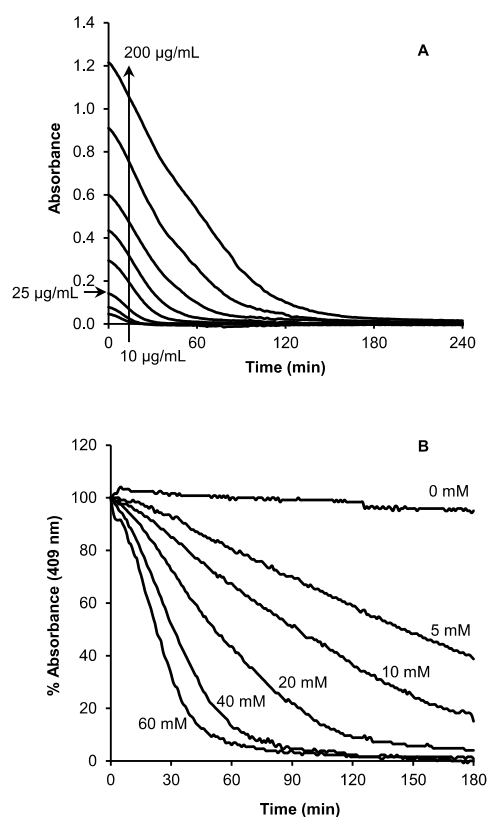 A
1.4
1.2
1.0
0.8
0.6
0.4
0.2
0.0
Absorbance
200 µg/mL
25 µg/mL
10 µg/mL
0 60 120 180 240
Time (min)
B
120
100
80
60
40
20
0
% Absorbance (409 nm)
0 mM
5 mM
10 mM
20 mM
40 mM
60 mM
0 30 60 90 120 150 180
Time (min)